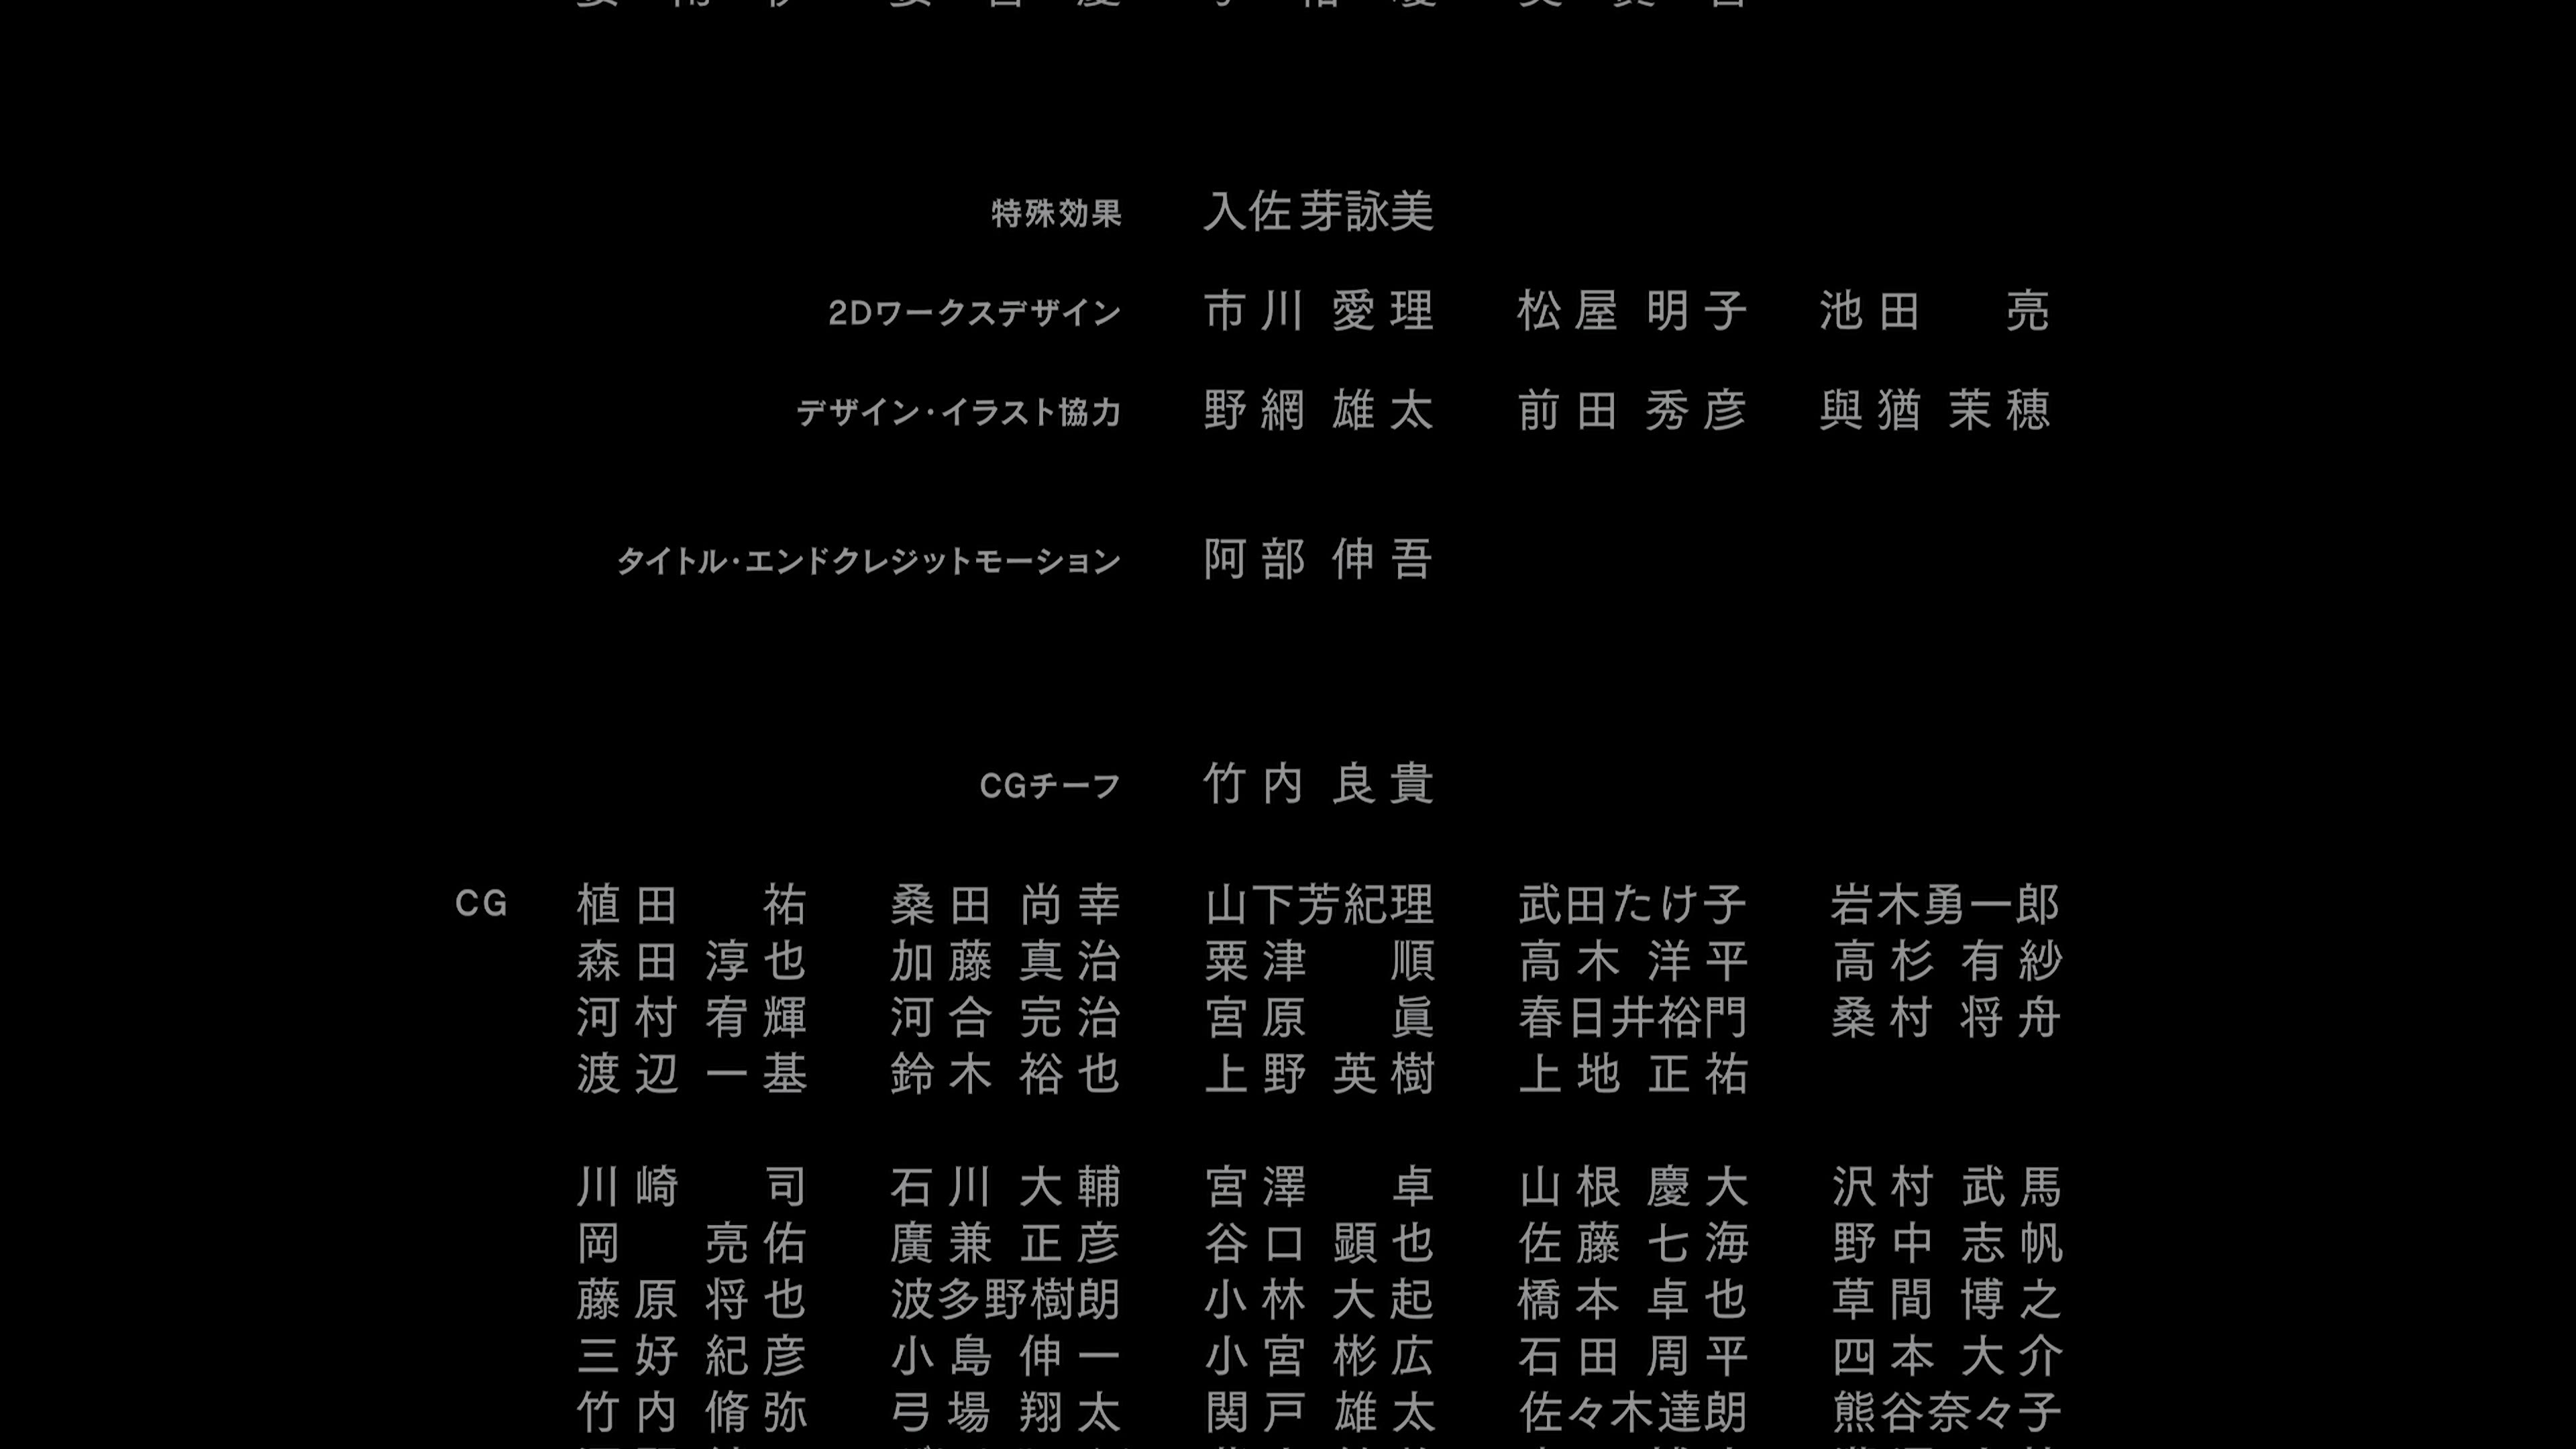 特殊効果 入佐芽詠美
2Dワークスデザイン 市川愛理 松屋明子 池田 亮
デザイン・イラスト協力 野網雄太 前田秀彦 與猶茉穂
タイトル・エンドクレジットモーション 阿部伸吾
CGチーフ 竹内良貴
CG 植田 祐 桑田尚幸 山下芳紀理 武田たけ子 岩木勇一郎
森田淳也 加藤真治 粟津 順 高木洋平 高杉有紗
河村宥輝 河合完治 宮原 眞 春日井裕門 桑村将舟
渡辺一基 鈴木裕也 上野英樹 上地正祐
川崎 司 石川大輔 宮澤 卓 山根慶大 沢村武馬
岡 亮佑 廣兼正彦 谷口顕也 佐藤七海 野中志帆
藤原将也 波多野樹朗 小林大起 橋本卓也 草間博之
三好紀彦 小島伸一 小宮彬広 石田周平 四本大介
竹内脩弥 弓場翔太 関戸雄太 佐々木達朗 熊谷奈々子